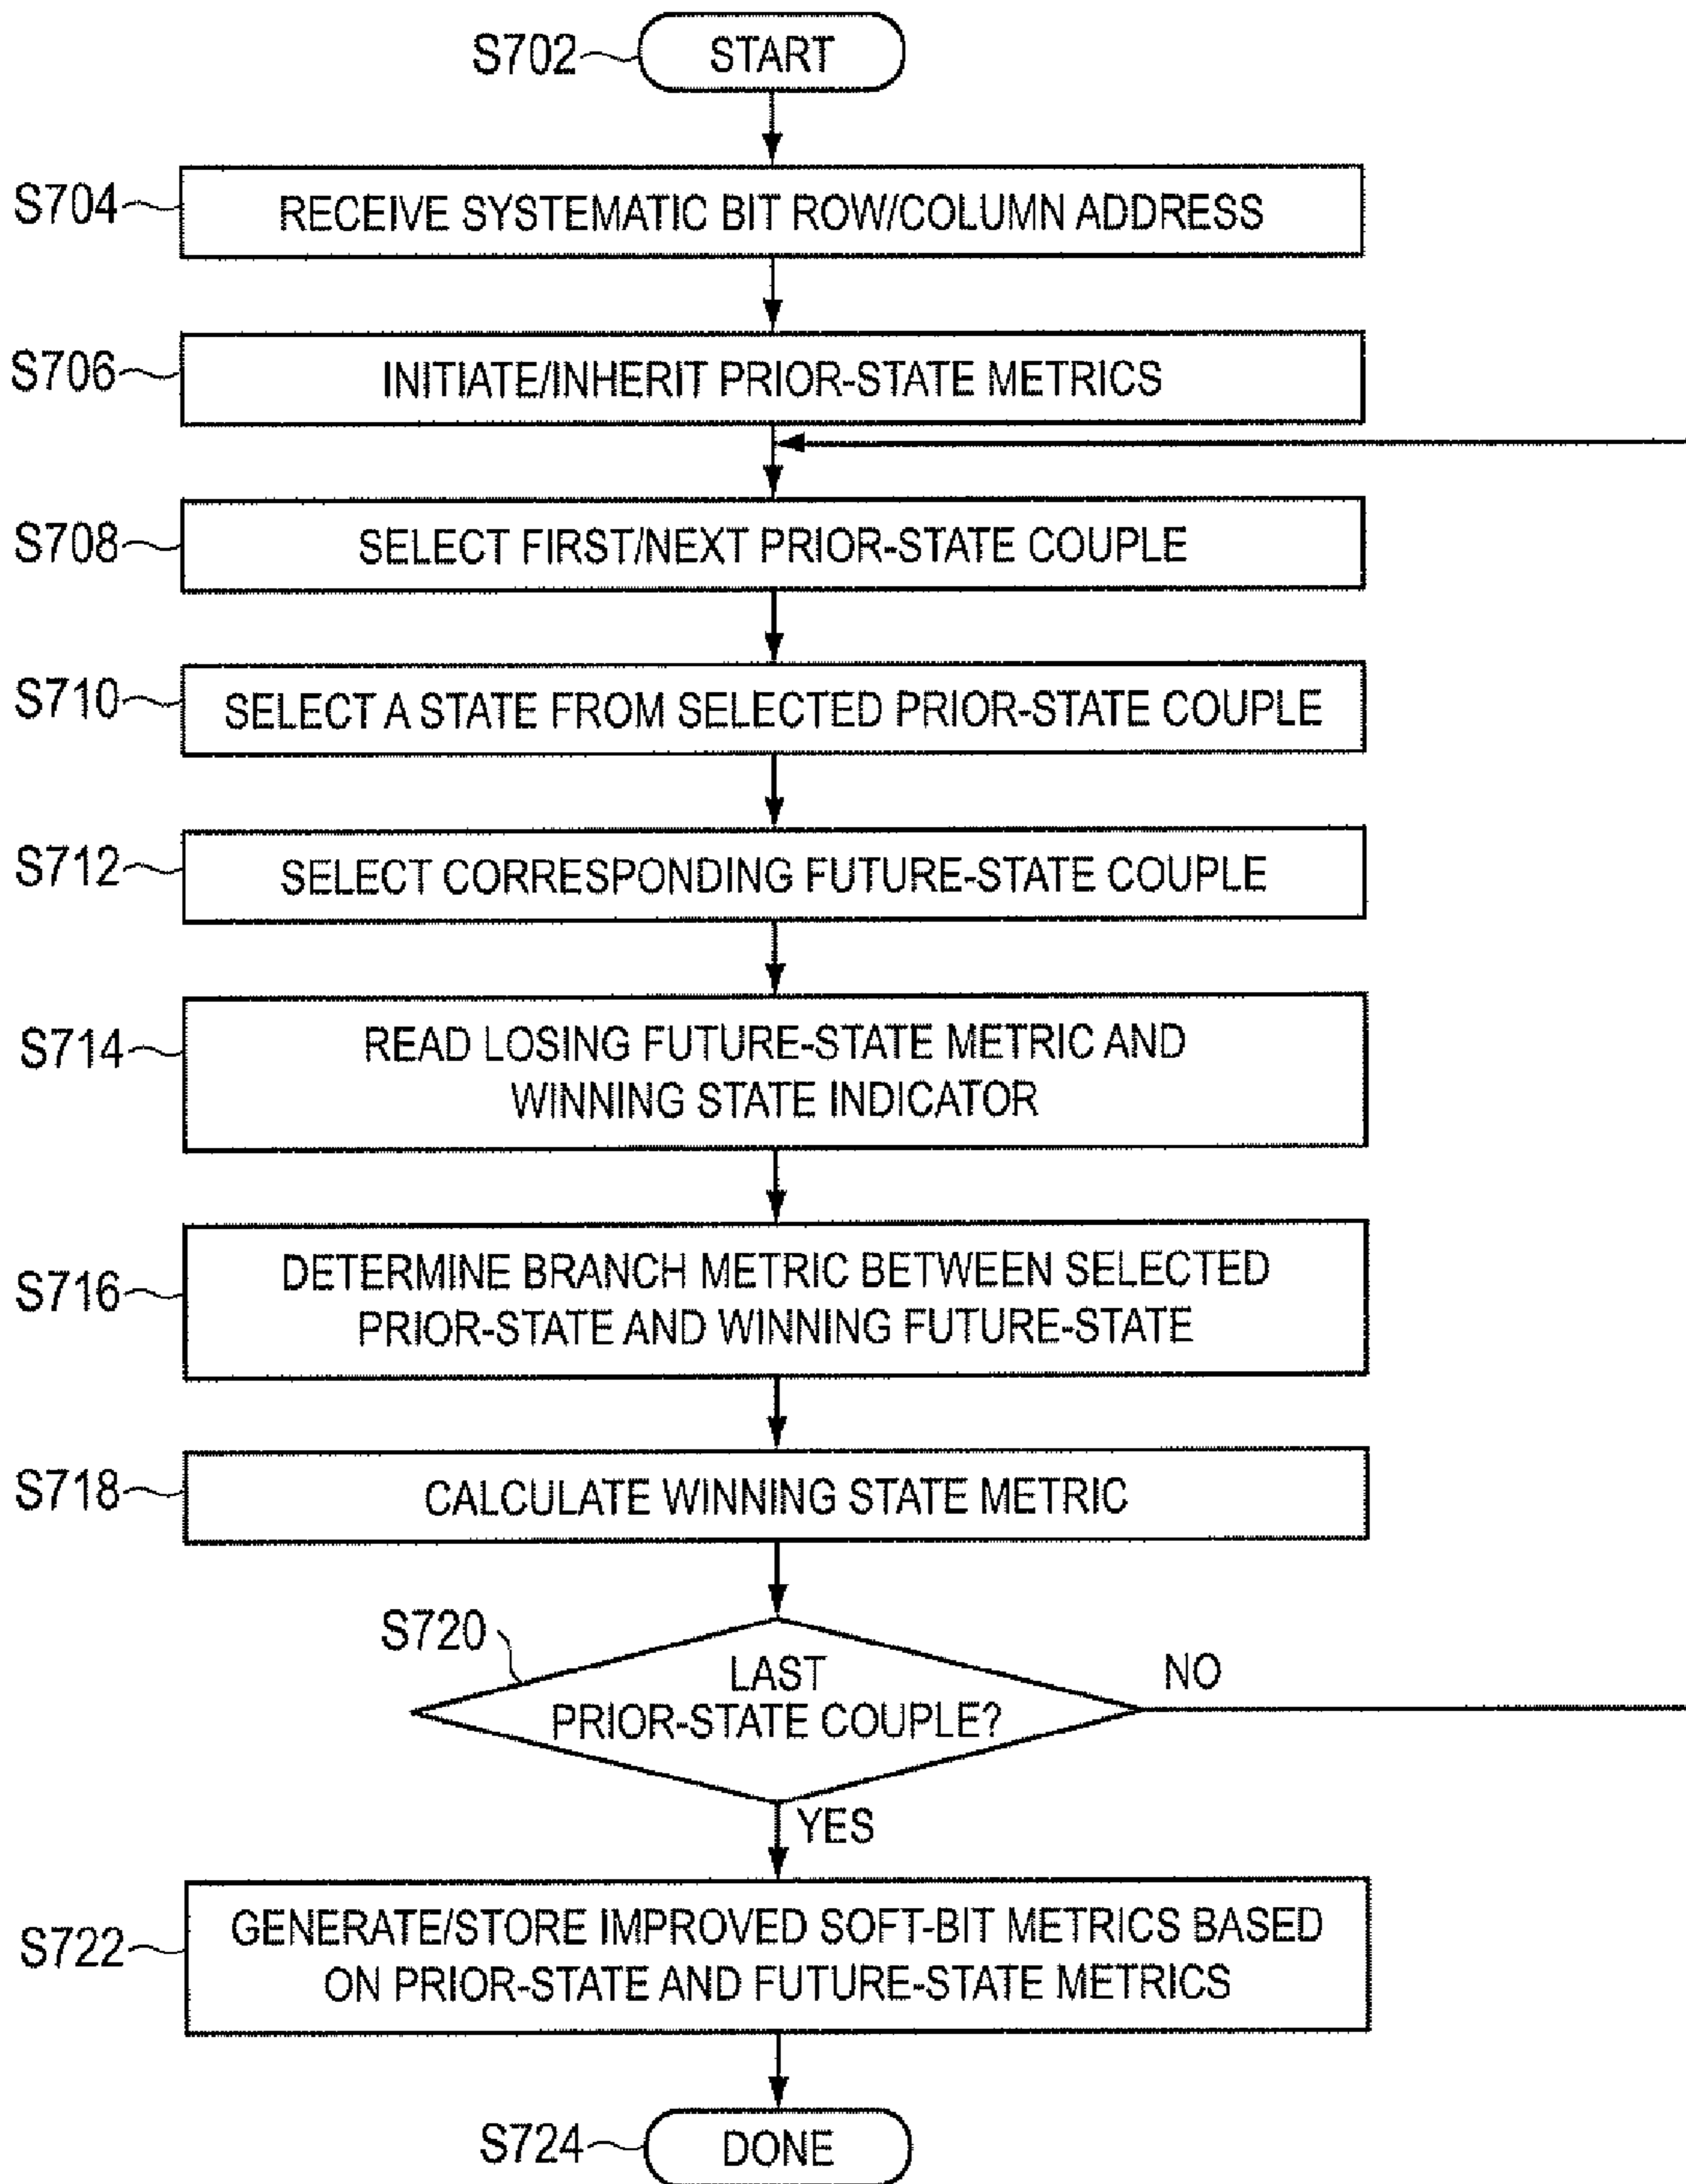 S702
START
S704
RECEIVE SYSTEMATIC BIT ROW/COLUMN ADDRESS
S706
INITIATE/INHERIT PRIOR-STATE METRICS
S708
SELECT FIRST/NEXT PRIOR-STATE COUPLE
S710
SELECT A STATE FROM SELECTED PRIOR-STATE COUPLE
S712
SELECT CORRESPONDING FUTURE-STATE COUPLE
S714
READ LOSING FUTURE-STATE METRIC AND
WINNING STATE INDICATOR
S716
DETERMINE BRANCH METRIC BETWEEN SELECTED
PRIOR-STATE AND WINNING FUTURE-STATE
S718
CALCULATE WINNING STATE METRIC
S720
LAST
PRIOR-STATE COUPLE?
NO
YES
S722
GENERATE/STORE IMPROVED SOFT-BIT METRICS BASED
ON PRIOR-STATE AND FUTURE-STATE METRICS
S724
DONE